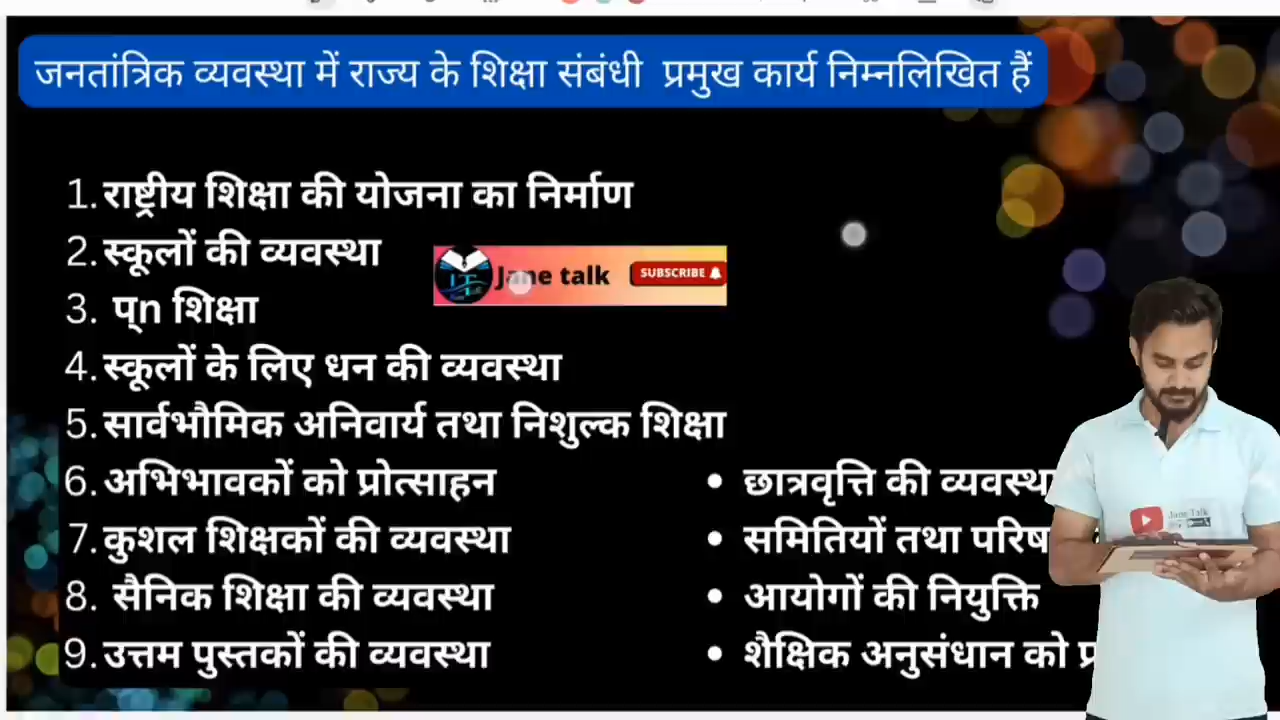 जनतांत्रिक व्यवस्था में राज्य के शिक्षा संबंधी प्रमुख कार्य निम्नलिखित हैं
1. राष्ट्रीय शिक्षा की योजना का निर्माण
2. स्कूलों की व्यवस्था
Jane talk
SUBSCRIBE
3. प्n शिक्षा
4. स्कूलों के लिए धन की व्यवस्था
5. सार्वभौमिक अनिवार्य तथा निशुल्क शिक्षा
6. अभिभावकों को प्रोत्साहन
7. कुशल शिक्षकों की व्यवस्था
8. सैनिक शिक्षा की व्यवस्था
9. उत्तम पुस्तकों की व्यवस्था
• छात्रवृत्ति की व्यवस्था
• समितियों तथा परिष
• आयोगों की नियुक्ति
• शैक्षिक अनुसंधान को प्र
Jane Talk